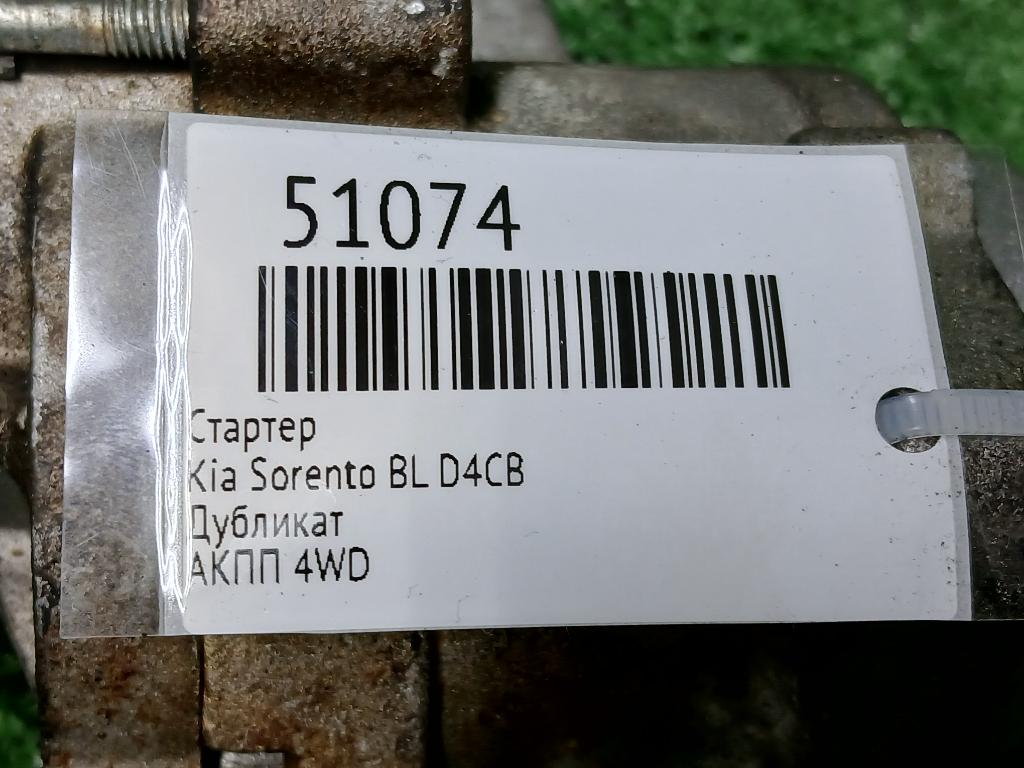 51074
Стартер
Kia Sorento BL D4CB
Дубликат
АКПП 4WD